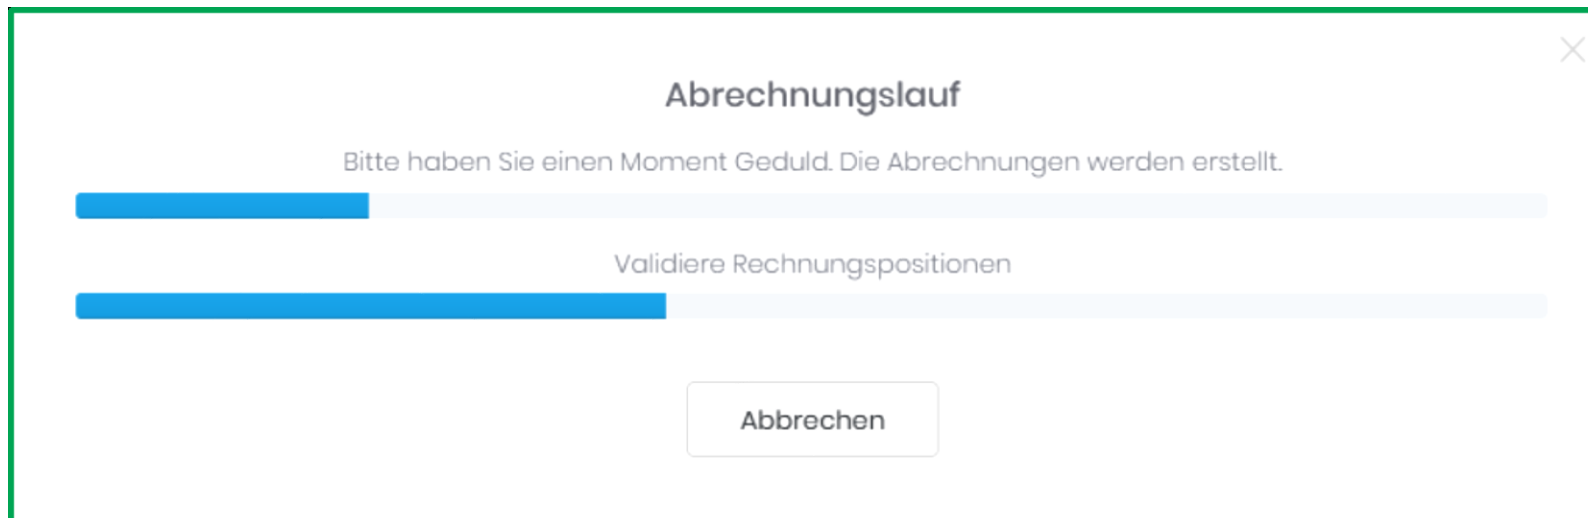 Abrechnungslauf
Bitte haben Sie einen Moment Geduld. Die Abrechnungen werden erstellt.
Validiere Rechnungspositionen
Abbrechen